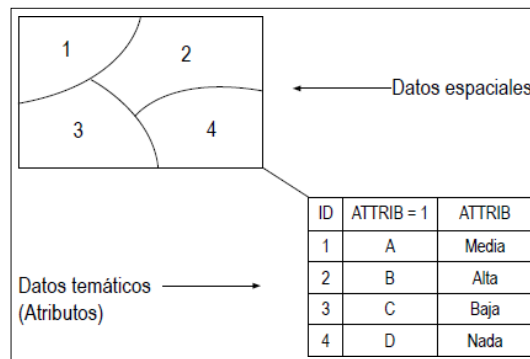 1
2
3
4
Datos espaciales
ID ATTRIB = 1 ATTRIB
1 A Media
2 B Alta
3 C Baja
4 D Nada
Datos temáticos
(Atributos)